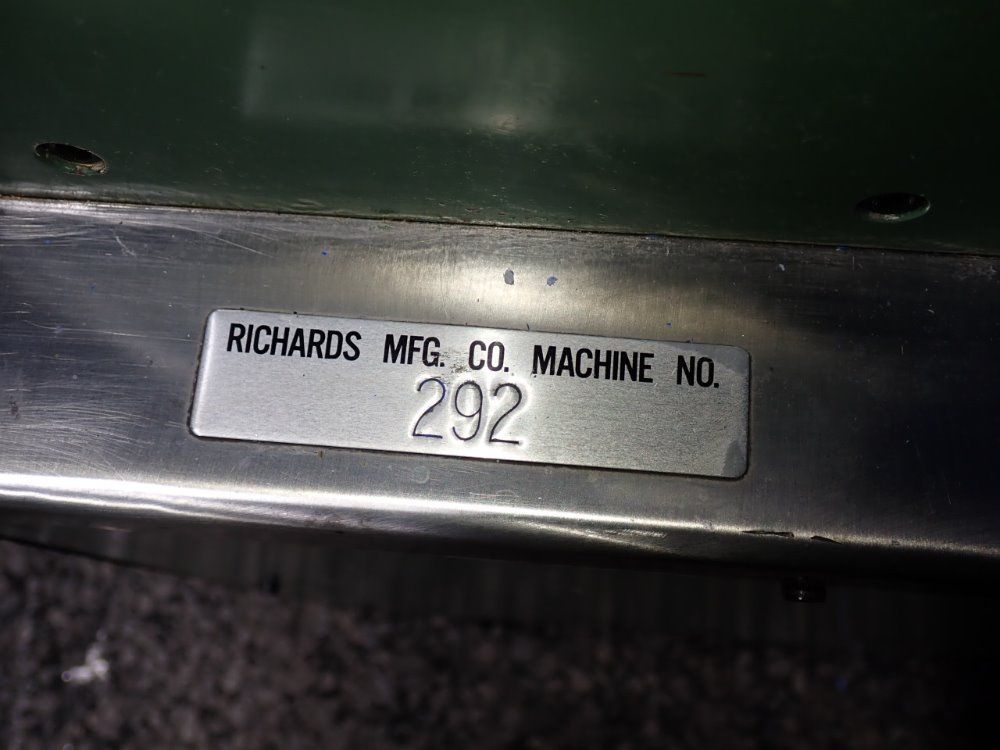 RICHARDS MFG. CO. MACHINE NO.
292